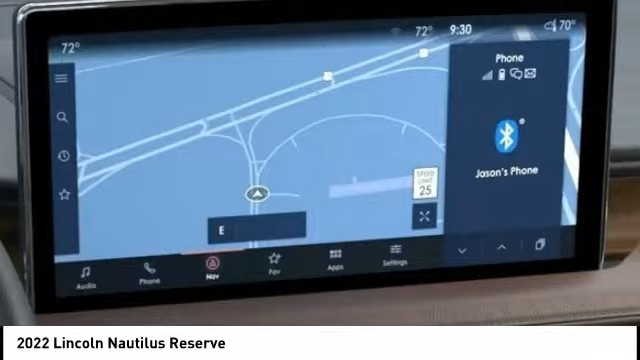 72°
72°
9:30
70°
Phone
Jason's Phone
SPEED
LIMIT
25
E
Audio
Phone
Nav
Fav
Apps
Settings
2022 Lincoln Nautilus Reserve